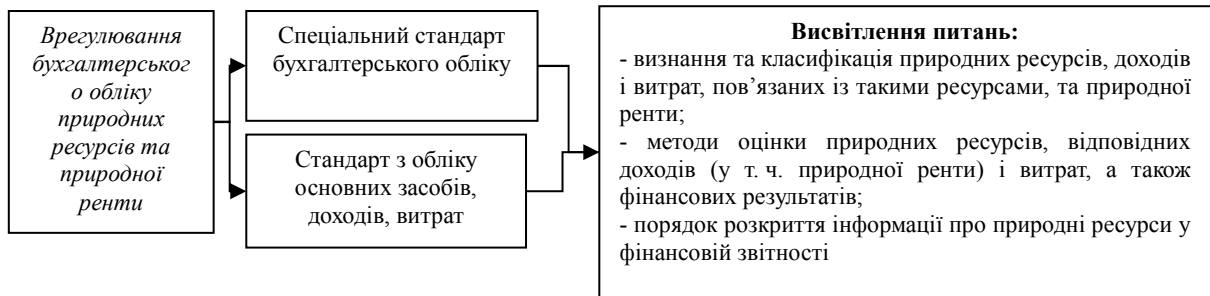 Врегулювання
бухгалтерськ
о обліку
природних
ресурсів та
природної
ренти
Спеціальний стандарт
бухгалтерського обліку
Стандарт з обліку
основних засобів,
доходів, витрат
Висвітлення питань:
- визнання та класифікація природних ресурсів, доходів
і витрат, пов’язаних із такими ресурсами, та природної
ренти;
- методи оцінки природних ресурсів, відповідних
доходів (у т. ч. природної ренти) і витрат, а також
фінансових результатів;
- порядок розкриття інформації про природні ресурси у
фінансовій звітності